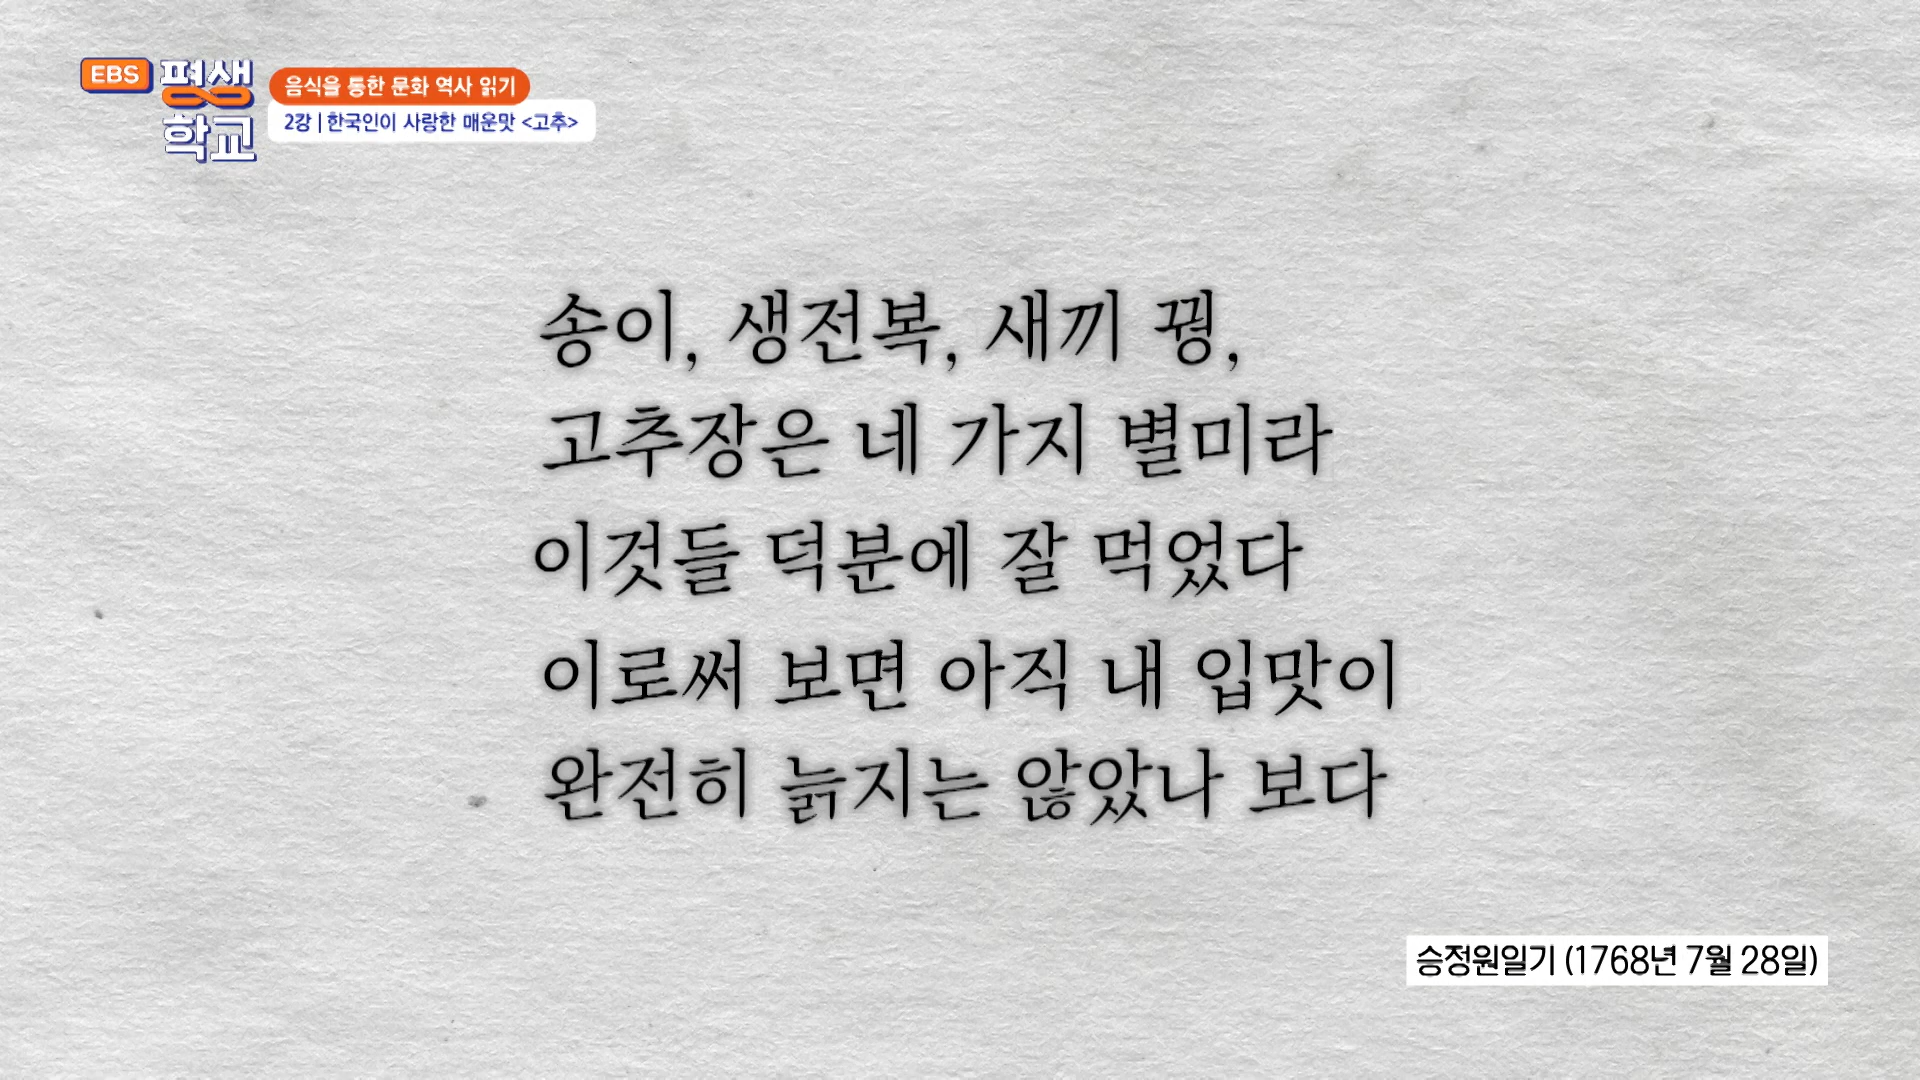 EBS 평생학교
음식을 통한 문화 역사 읽기
2강 | 한국인이 사랑한 매운맛 <고추>
송이, 생전복, 새끼 꿩,
고추장은 네 가지 별미라
이것들 덕분에 잘 먹었다
이로써 보면 아직 내 입맛이
완전히 늙지는 않았나 보다
승정원일기 (1768년 7월 28일)